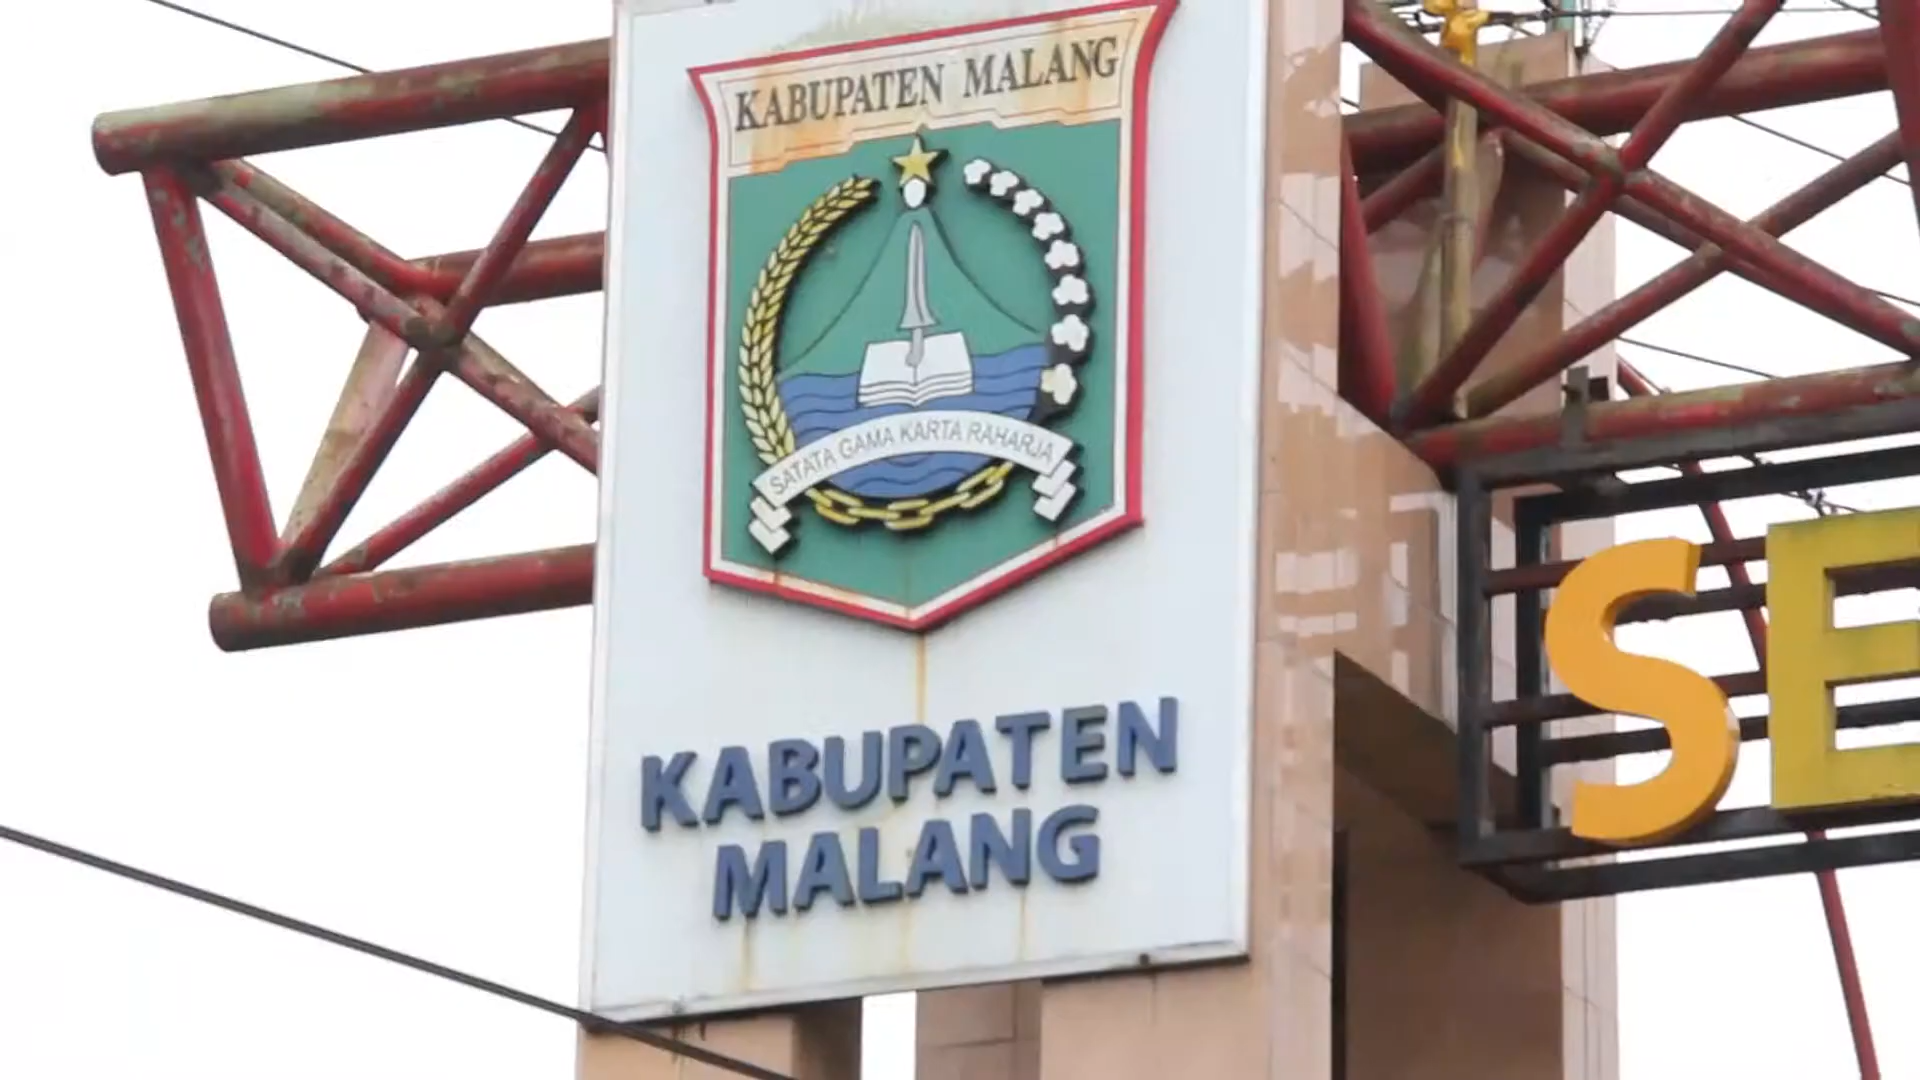 KABUPATEN MALANG
SATATA GAMA KARTA RAHARJA
KABUPATEN
MALANG
SE